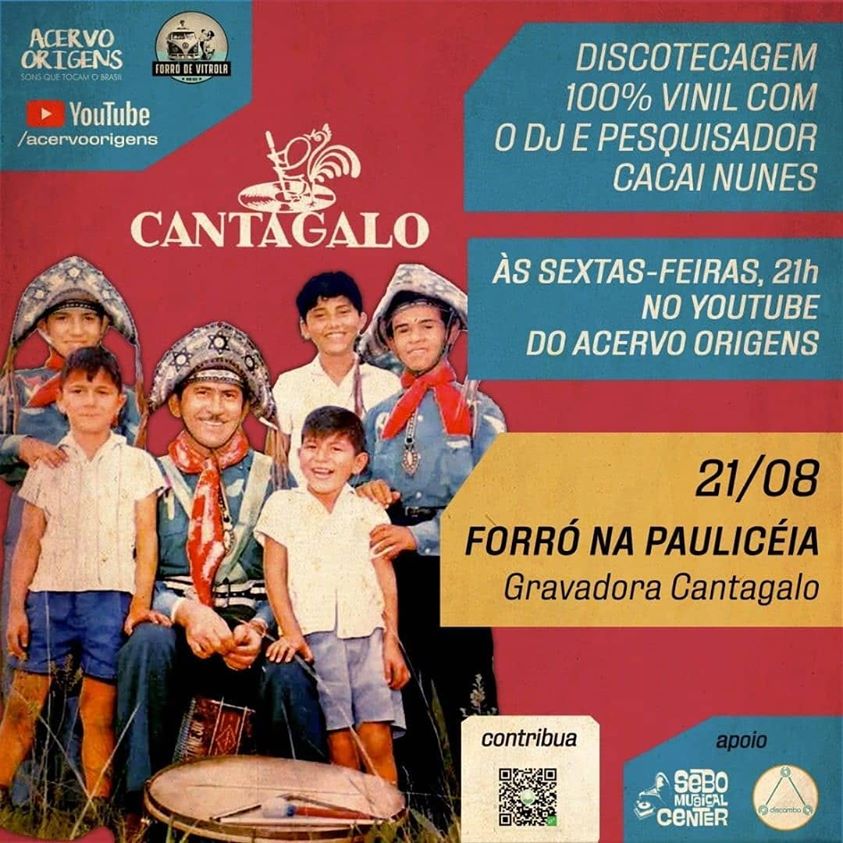 ACERVO
ORIGENS
SONS QUE TOCAM O BRASIL
FORRÓ DE VITROLA
YouTube
/acervoorigens
DISCOTECAGEM
100% VINIL COM
O DJ E PESQUISADOR
CACAI NUNES
CANTAGALO
ÀS SEXTAS-FEIRAS, 21h
NO YOUTUBE
DO ACERVO ORIGENS
21/08
FORRÓ NA PAULICÉIA
Gravadora Cantagalo
contribua
apoio
SEBO
MUSICAL
CENTER
discombo